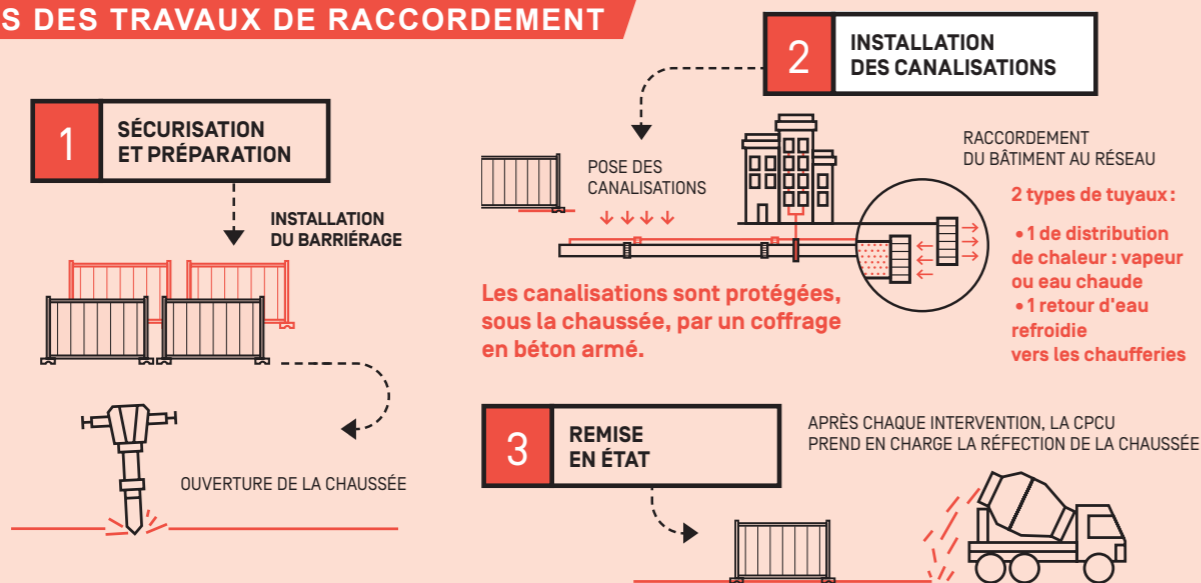 S DES TRAVAUX DE RACCORDEMENT
1
SÉCURISATION
ET PRÉPARATION
INSTALLATION
DU BARRIÉRAGE
OUVERTURE DE LA CHAUSSÉE
2
INSTALLATION
DES CANALISATIONS
POSE DES
CANALISATIONS
RACCORDEMENT
DU BÂTIMENT AU RÉSEAU
2 types de tuyaux :
• 1 de distribution
de chaleur : vapeur
ou eau chaude
• 1 retour d'eau
refroidie
vers les chaufferies
Les canalisations sont protégées,
sous la chaussée, par un coffrage
en béton armé.
3
REMISE
EN ÉTAT
APRÈS CHAQUE INTERVENTION, LA CPCU
PREND EN CHARGE LA RÉFECTION DE LA CHAUSSÉE